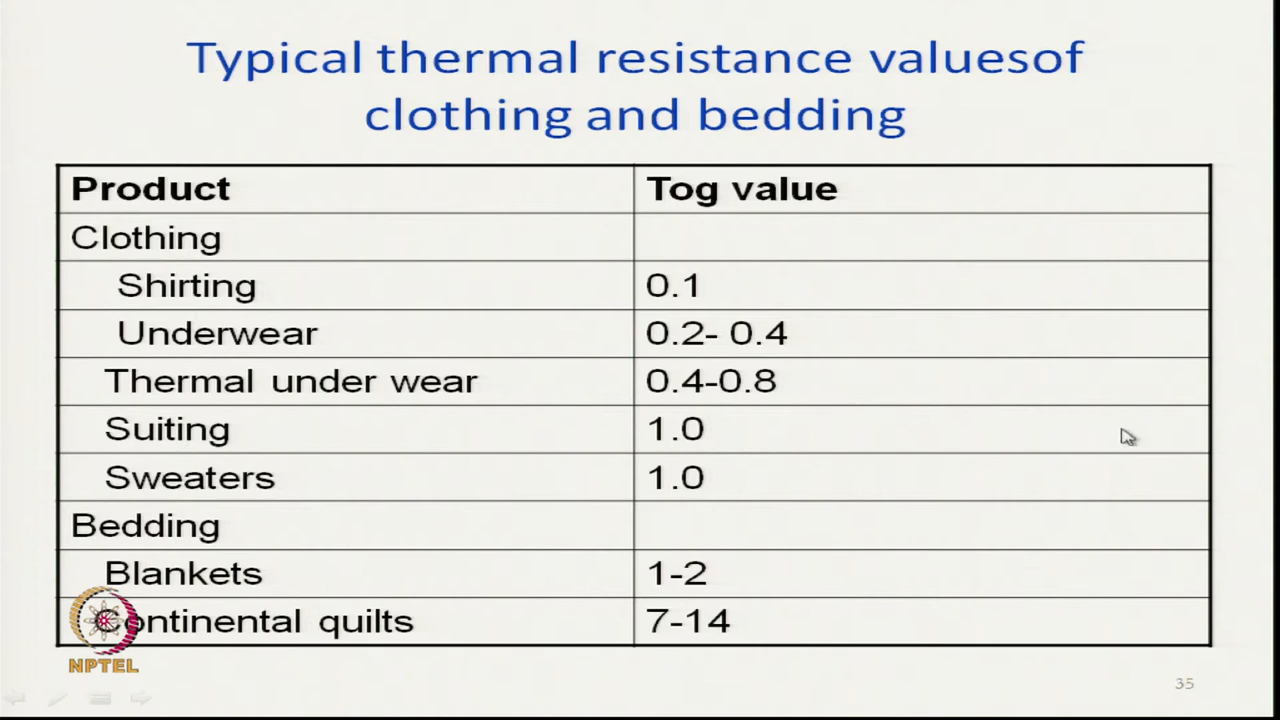 Typical thermal resistance valuesof
clothing and bedding
Product Tog value
Clothing
Shirting 0.1
Underwear 0.2- 0.4
Thermal under wear 0.4-0.8
Suiting 1.0
Sweaters 1.0
Bedding
Blankets 1-2
Continental quilts 7-14
NPTEL
35